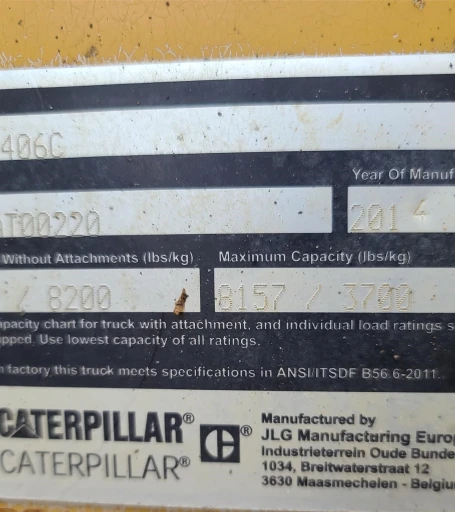 406C
Year Of Manuf
T00220
2014
Without Attachments (lbs/kg)
Maximum Capacity (lbs/kg)
/ 8200
8157 / 3700
apacity chart for truck with attachment, and individual load ratings s
pped. Use lowest capacity of all ratings.
factory this truck meets specifications in ANSI/ITSDF B56.6-2011.
CATERPILLAR®
CATERPILLAR®
C ®
Manufactured by
JLG Manufacturing Europ
Industrieterrein Oude Bunde
1034, Breitwaterstraat 12
3630 Maasmechelen - Belgiu